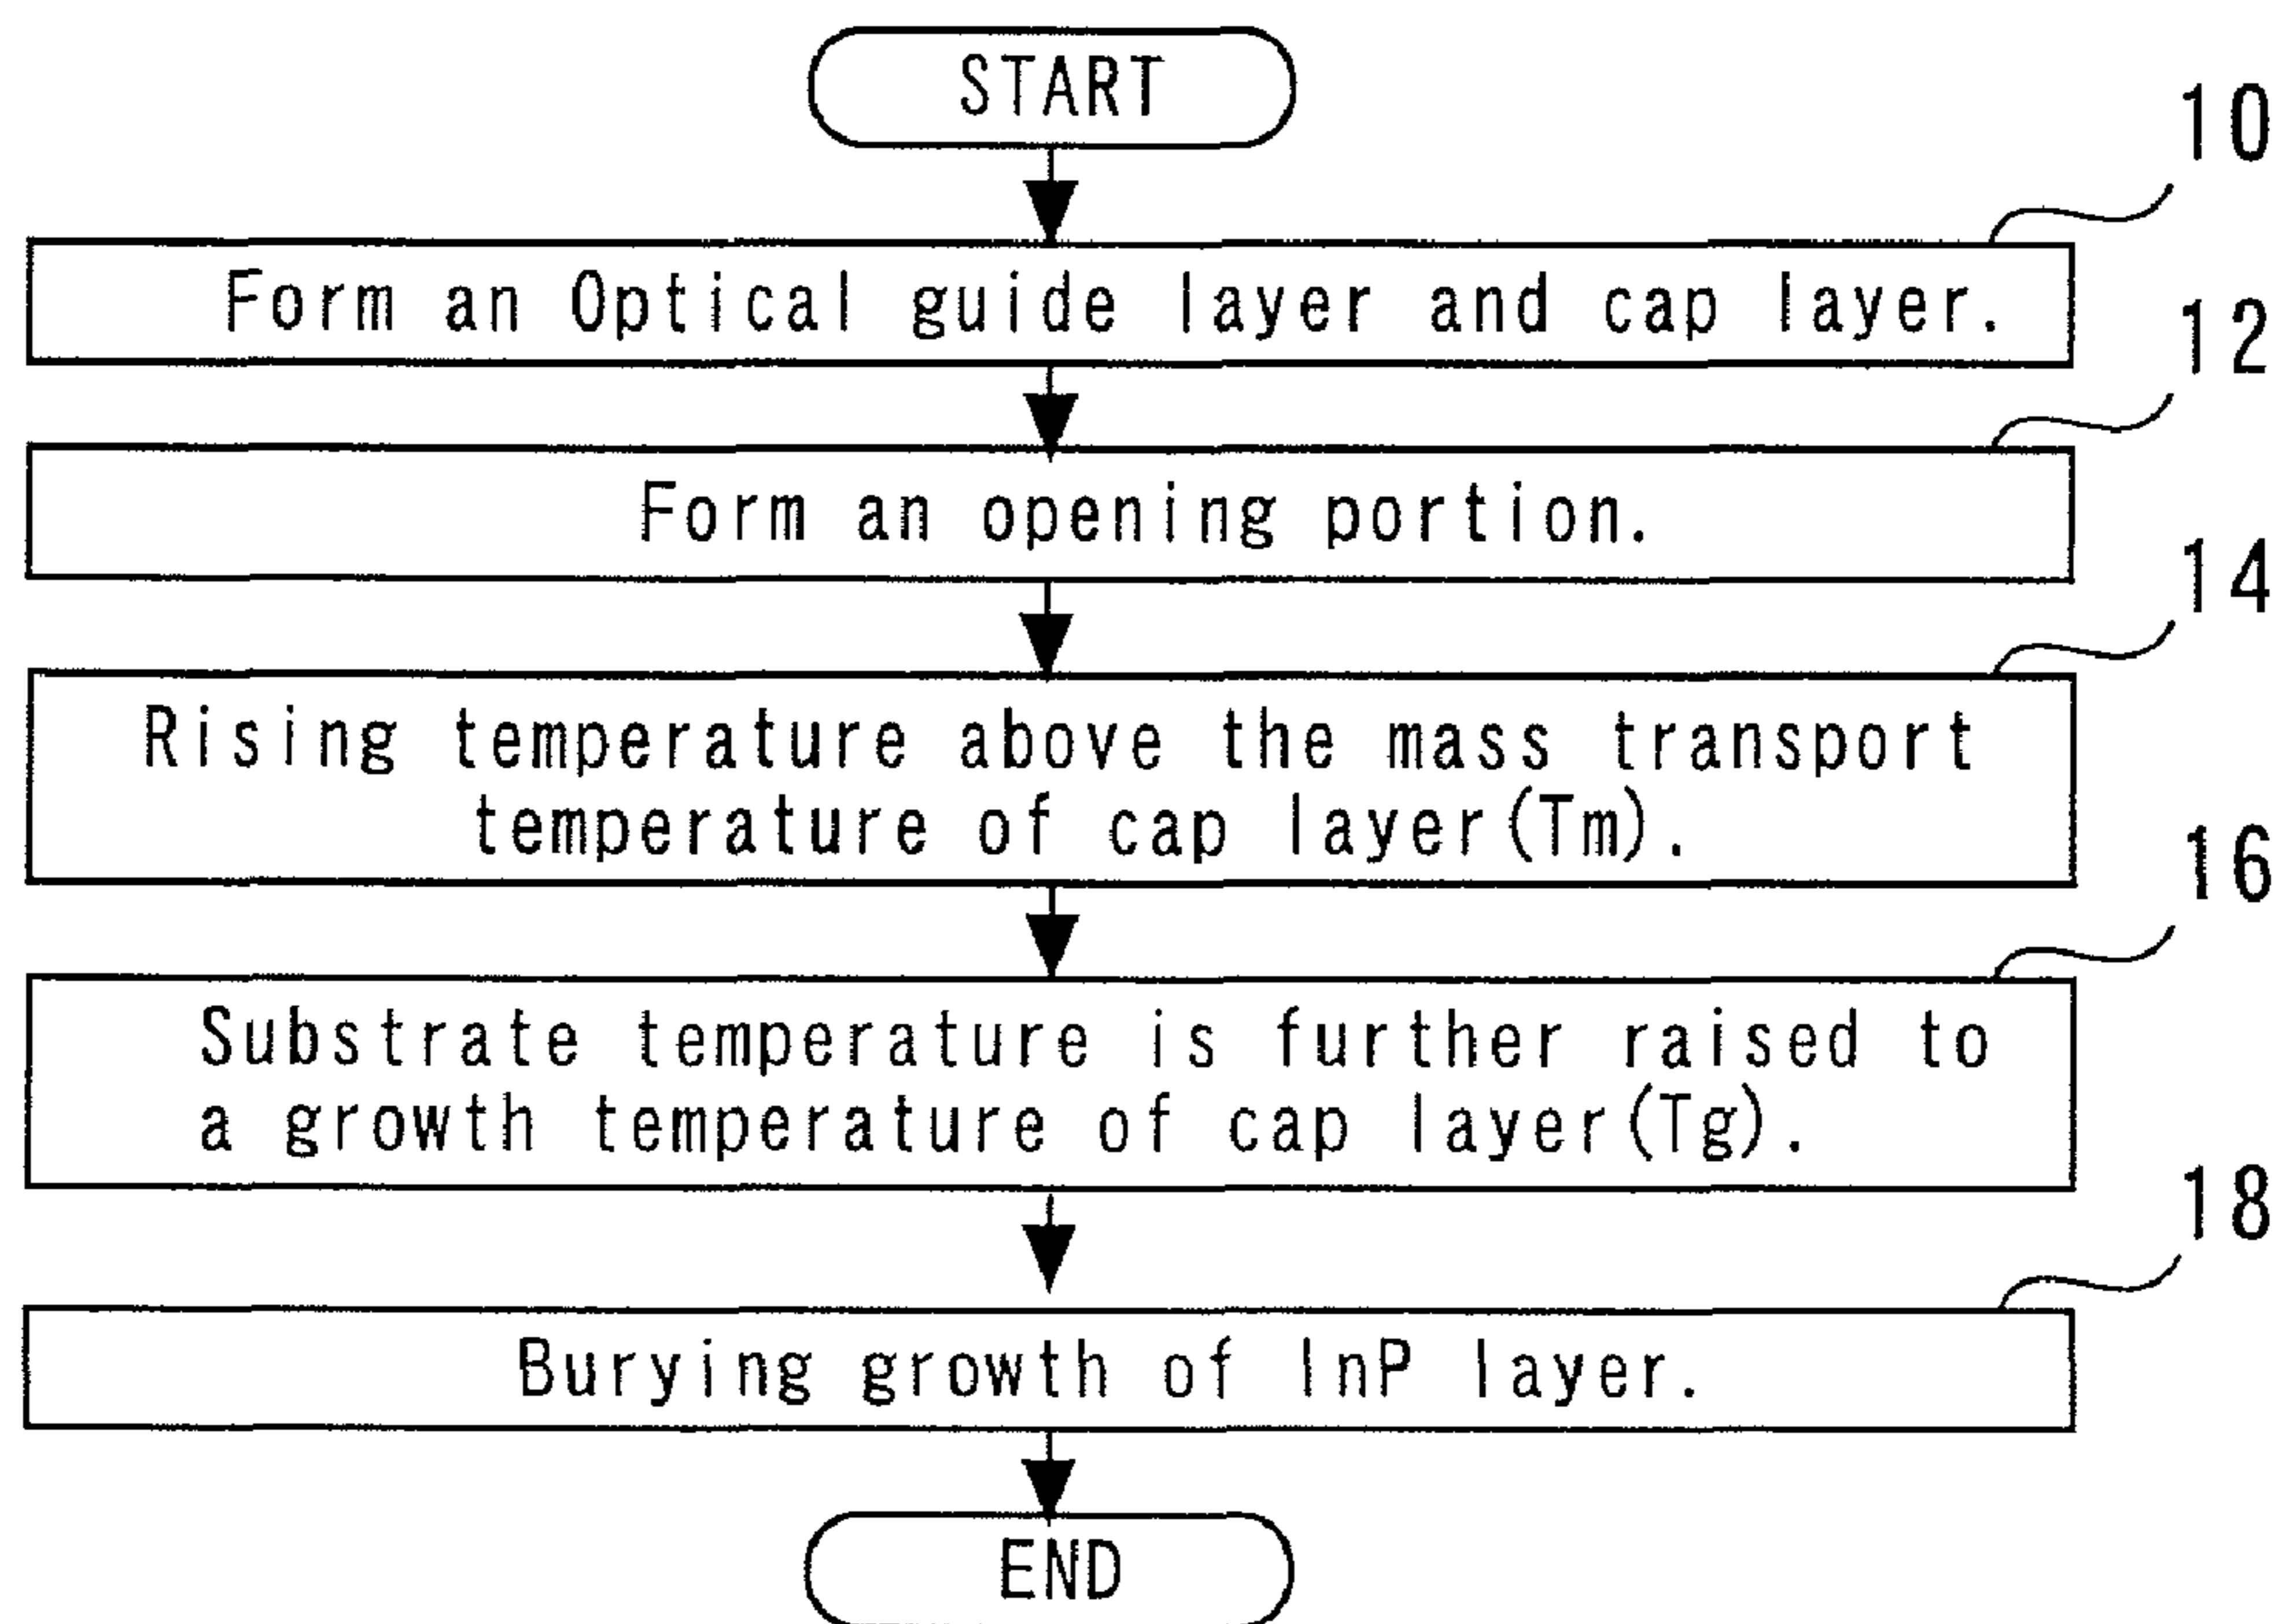 START
10
Form an Optical guide layer and cap layer.
12
Form an opening portion.
14
Rising temperature above the mass transport
temperature of cap layer(Tm).
16
Substrate temperature is further raised to
a growth temperature of cap layer(Tg).
18
Burying growth of InP layer.
END